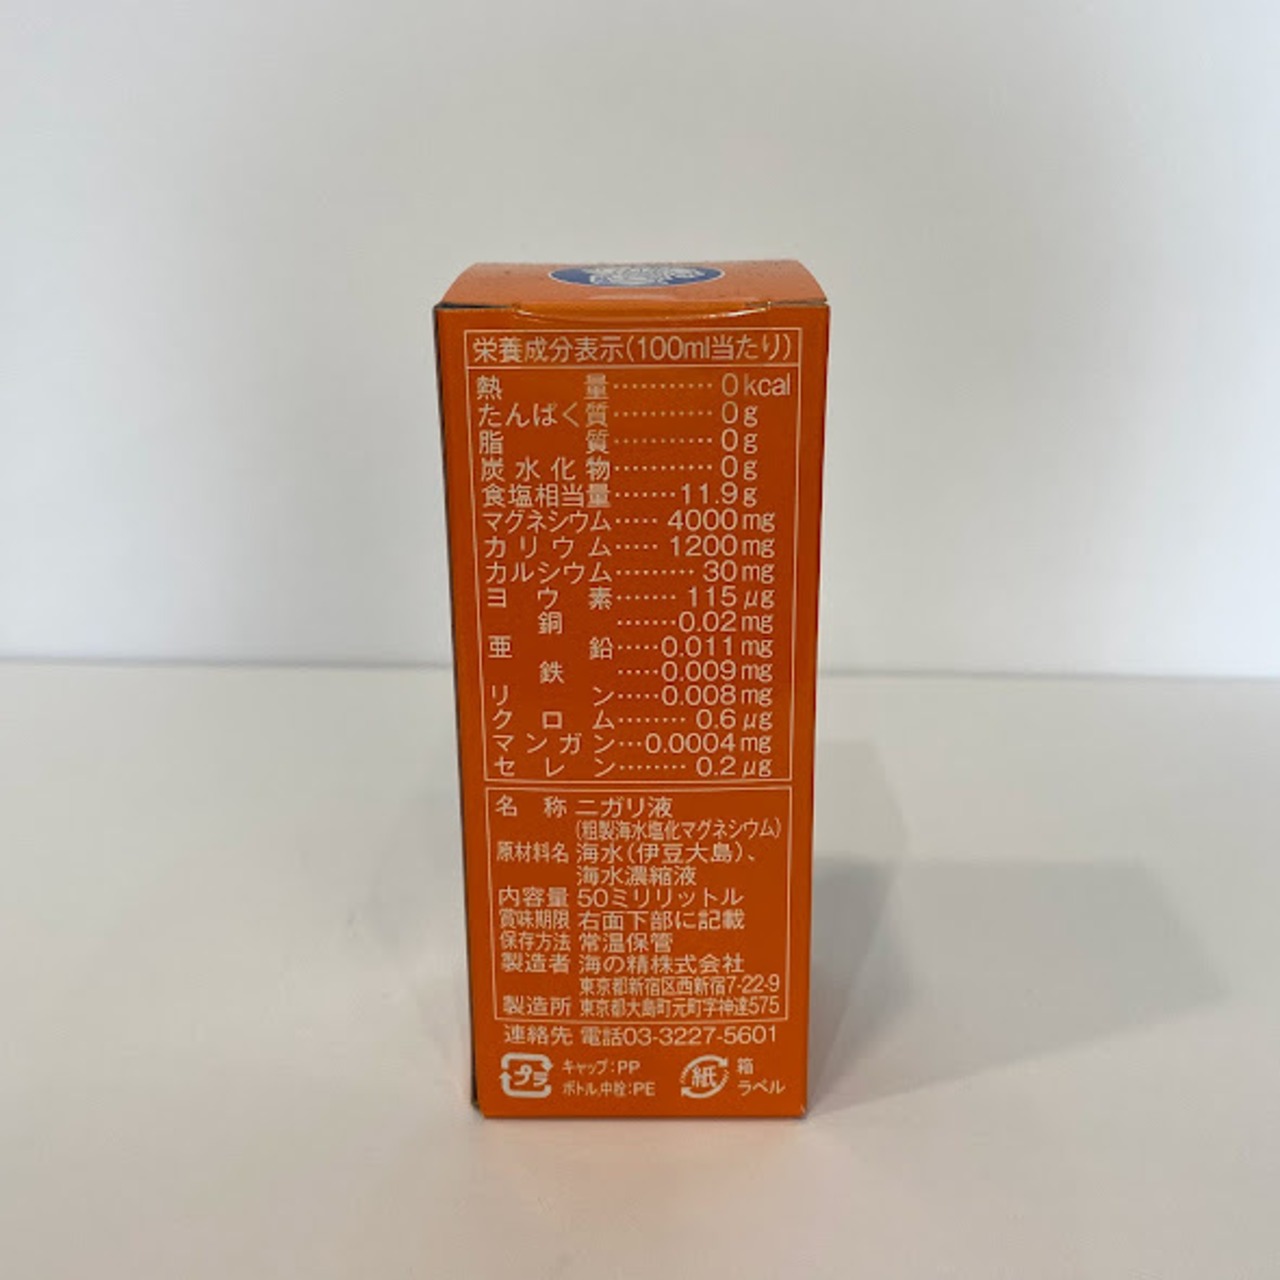 栄養成分表示(100ml当たり)
熱量…………0kcal
たんぱく質…………0g
脂質…………0g
炭水化物…………0g
食塩相当量……11.9g
マグネシウム……4000mg
カリウム……1200mg
カルシウム………30mg
ヨウ素……115μg
銅……0.02mg
亜鉛……0.011mg
鉄……0.009mg
リン……0.008mg
クロム………0.6μg
マンガン…0.0004mg
セレン………0.2μg
名称 ニガリ液
(粗製海水塩化マグネシウム)
原材料名 海水(伊豆大島)、
海水濃縮液
内容量 50ミリリットル
賞味期限 右面下部に記載
保存方法 常温保管
製造者 海の精株式会社
東京都新宿区西新宿7-22-9
製造所 東京都大島町元町字神達575
連絡先 電話03-3227-5601
プラ キャップ:PP
ボトル,中栓:PE
紙 箱
ラベル